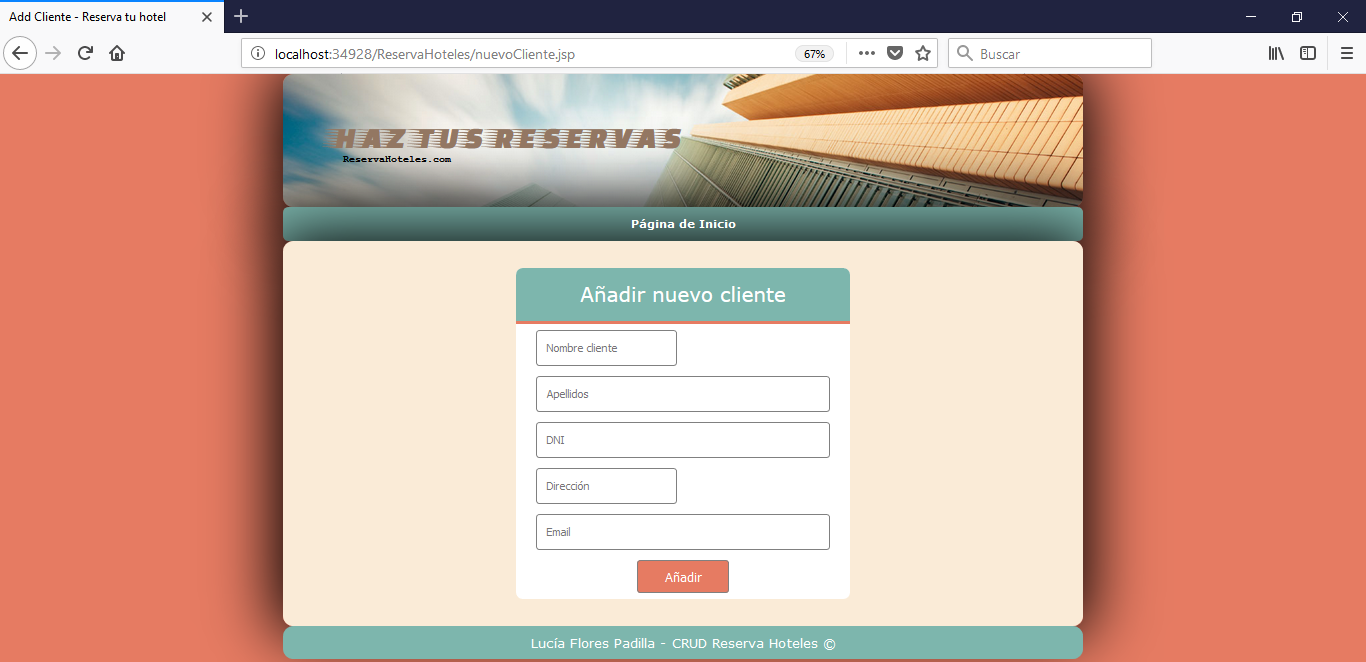 Add Cliente - Reserva tu hotel
localhost:34928/ReservaHoteles/nuevoCliente.jsp
67%
Buscar
HAZ TUS RESERVAS
ReservaHoteles.com
Página de Inicio
Añadir nuevo cliente
Nombre cliente
Apellidos
DNI
Dirección
Email
Añadir
Lucía Flores Padilla - CRUD Reserva Hoteles ©